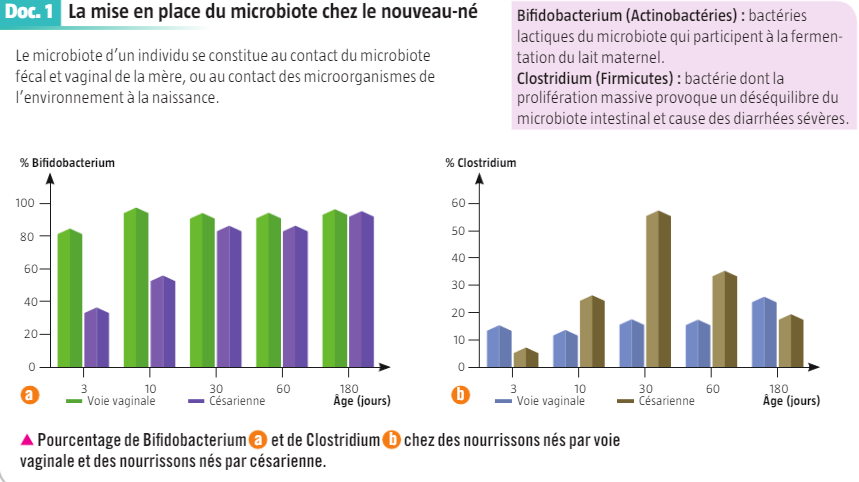 Doc. 1 La mise en place du microbiote chez le nouveau-né
Le microbiote d'un individu se constitue au contact du microbiote
fécal et vaginal de la mère, ou au contact des microorganismes de
l'environnement à la naissance.
Bifidobacterium (Actinobactéries) : bactéries
lactiques du microbiote qui participent à la fermen-
tation du lait maternel.
Clostridium (Firmicutes) : bactérie dont la
prolifération massive provoque un déséquilibre du
microbiote intestinal et cause des diarrhées sévères.
% Bifidobacterium
100
80
60
40
20
0
3 10 30 60 180
a
Voie vaginale Césarienne Âge (jours)
% Clostridium
60
50
40
30
20
10
0
3 10 30 60 180
b
Voie vaginale Césarienne Âge (jours)
▲ Pourcentage de Bifidobacterium a et de Clostridium b chez des nourrissons nés par voie
vaginale et des nourrissons nés par césarienne.